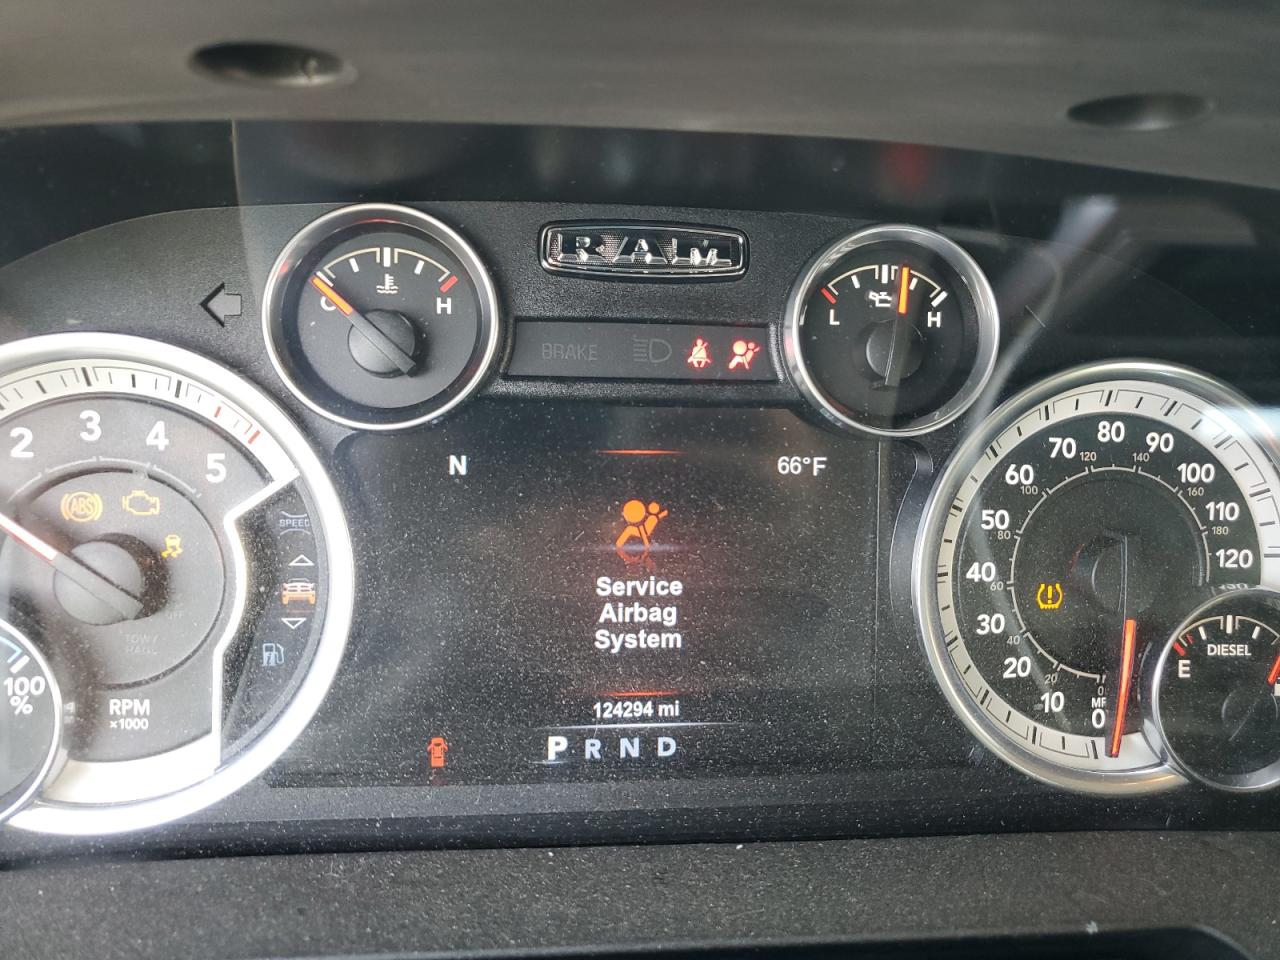 RAM
C
H
L
H
BRAKE
N
66°F
2
3
4
5
ABS
SPEED
Service
Airbag
System
124294 mi
P R N D
TOW/
HAUL
RPM
×1000
100
%
0
10
20
30
40
50
60
70
80
90
100
110
120
20
40
60
80
100
120
140
160
180
0
E
DIESEL